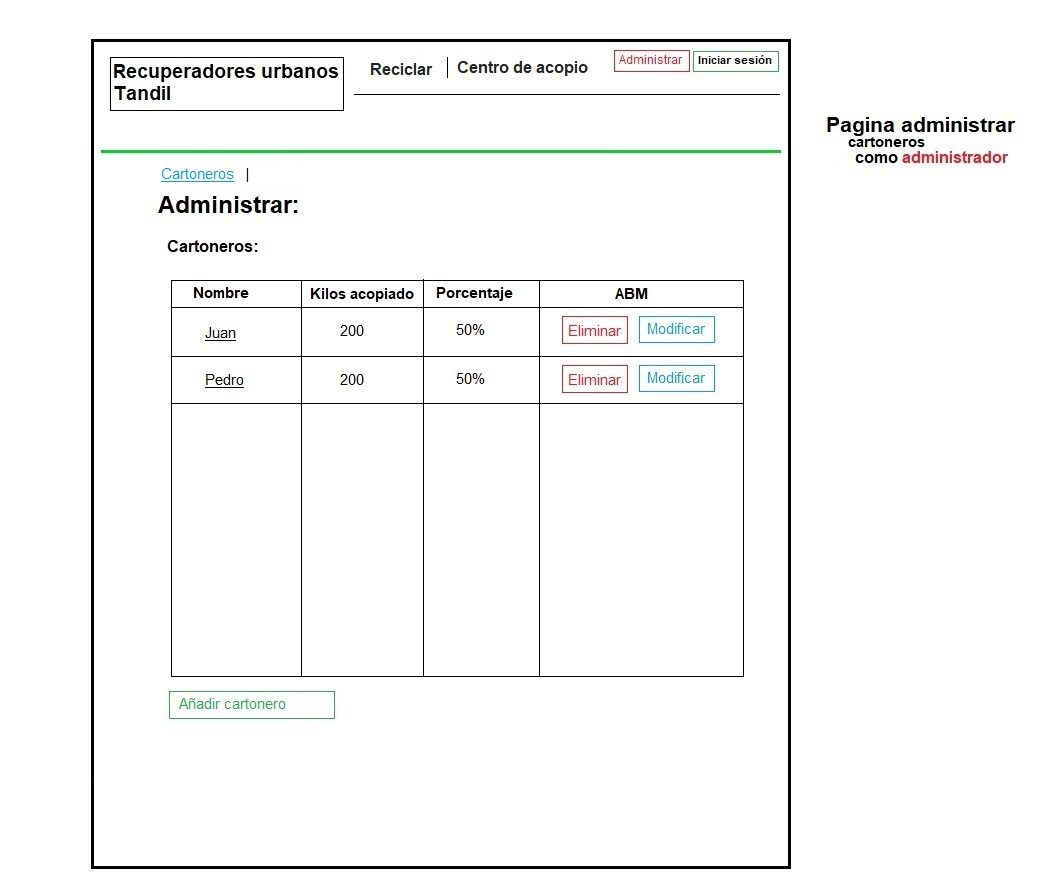 Recuperadores urbanos
Tandil
Reciclar
Centro de acopio
Administrar
Iniciar sesión
Pagina administrar
cartoneros
como administrador
Cartoneros |
Administrar:
Cartoneros:
Nombre Kilos acopiado Porcentaje ABM
Juan 200 50% Eliminar Modificar
Pedro 200 50% Eliminar Modificar
Añadir cartonero